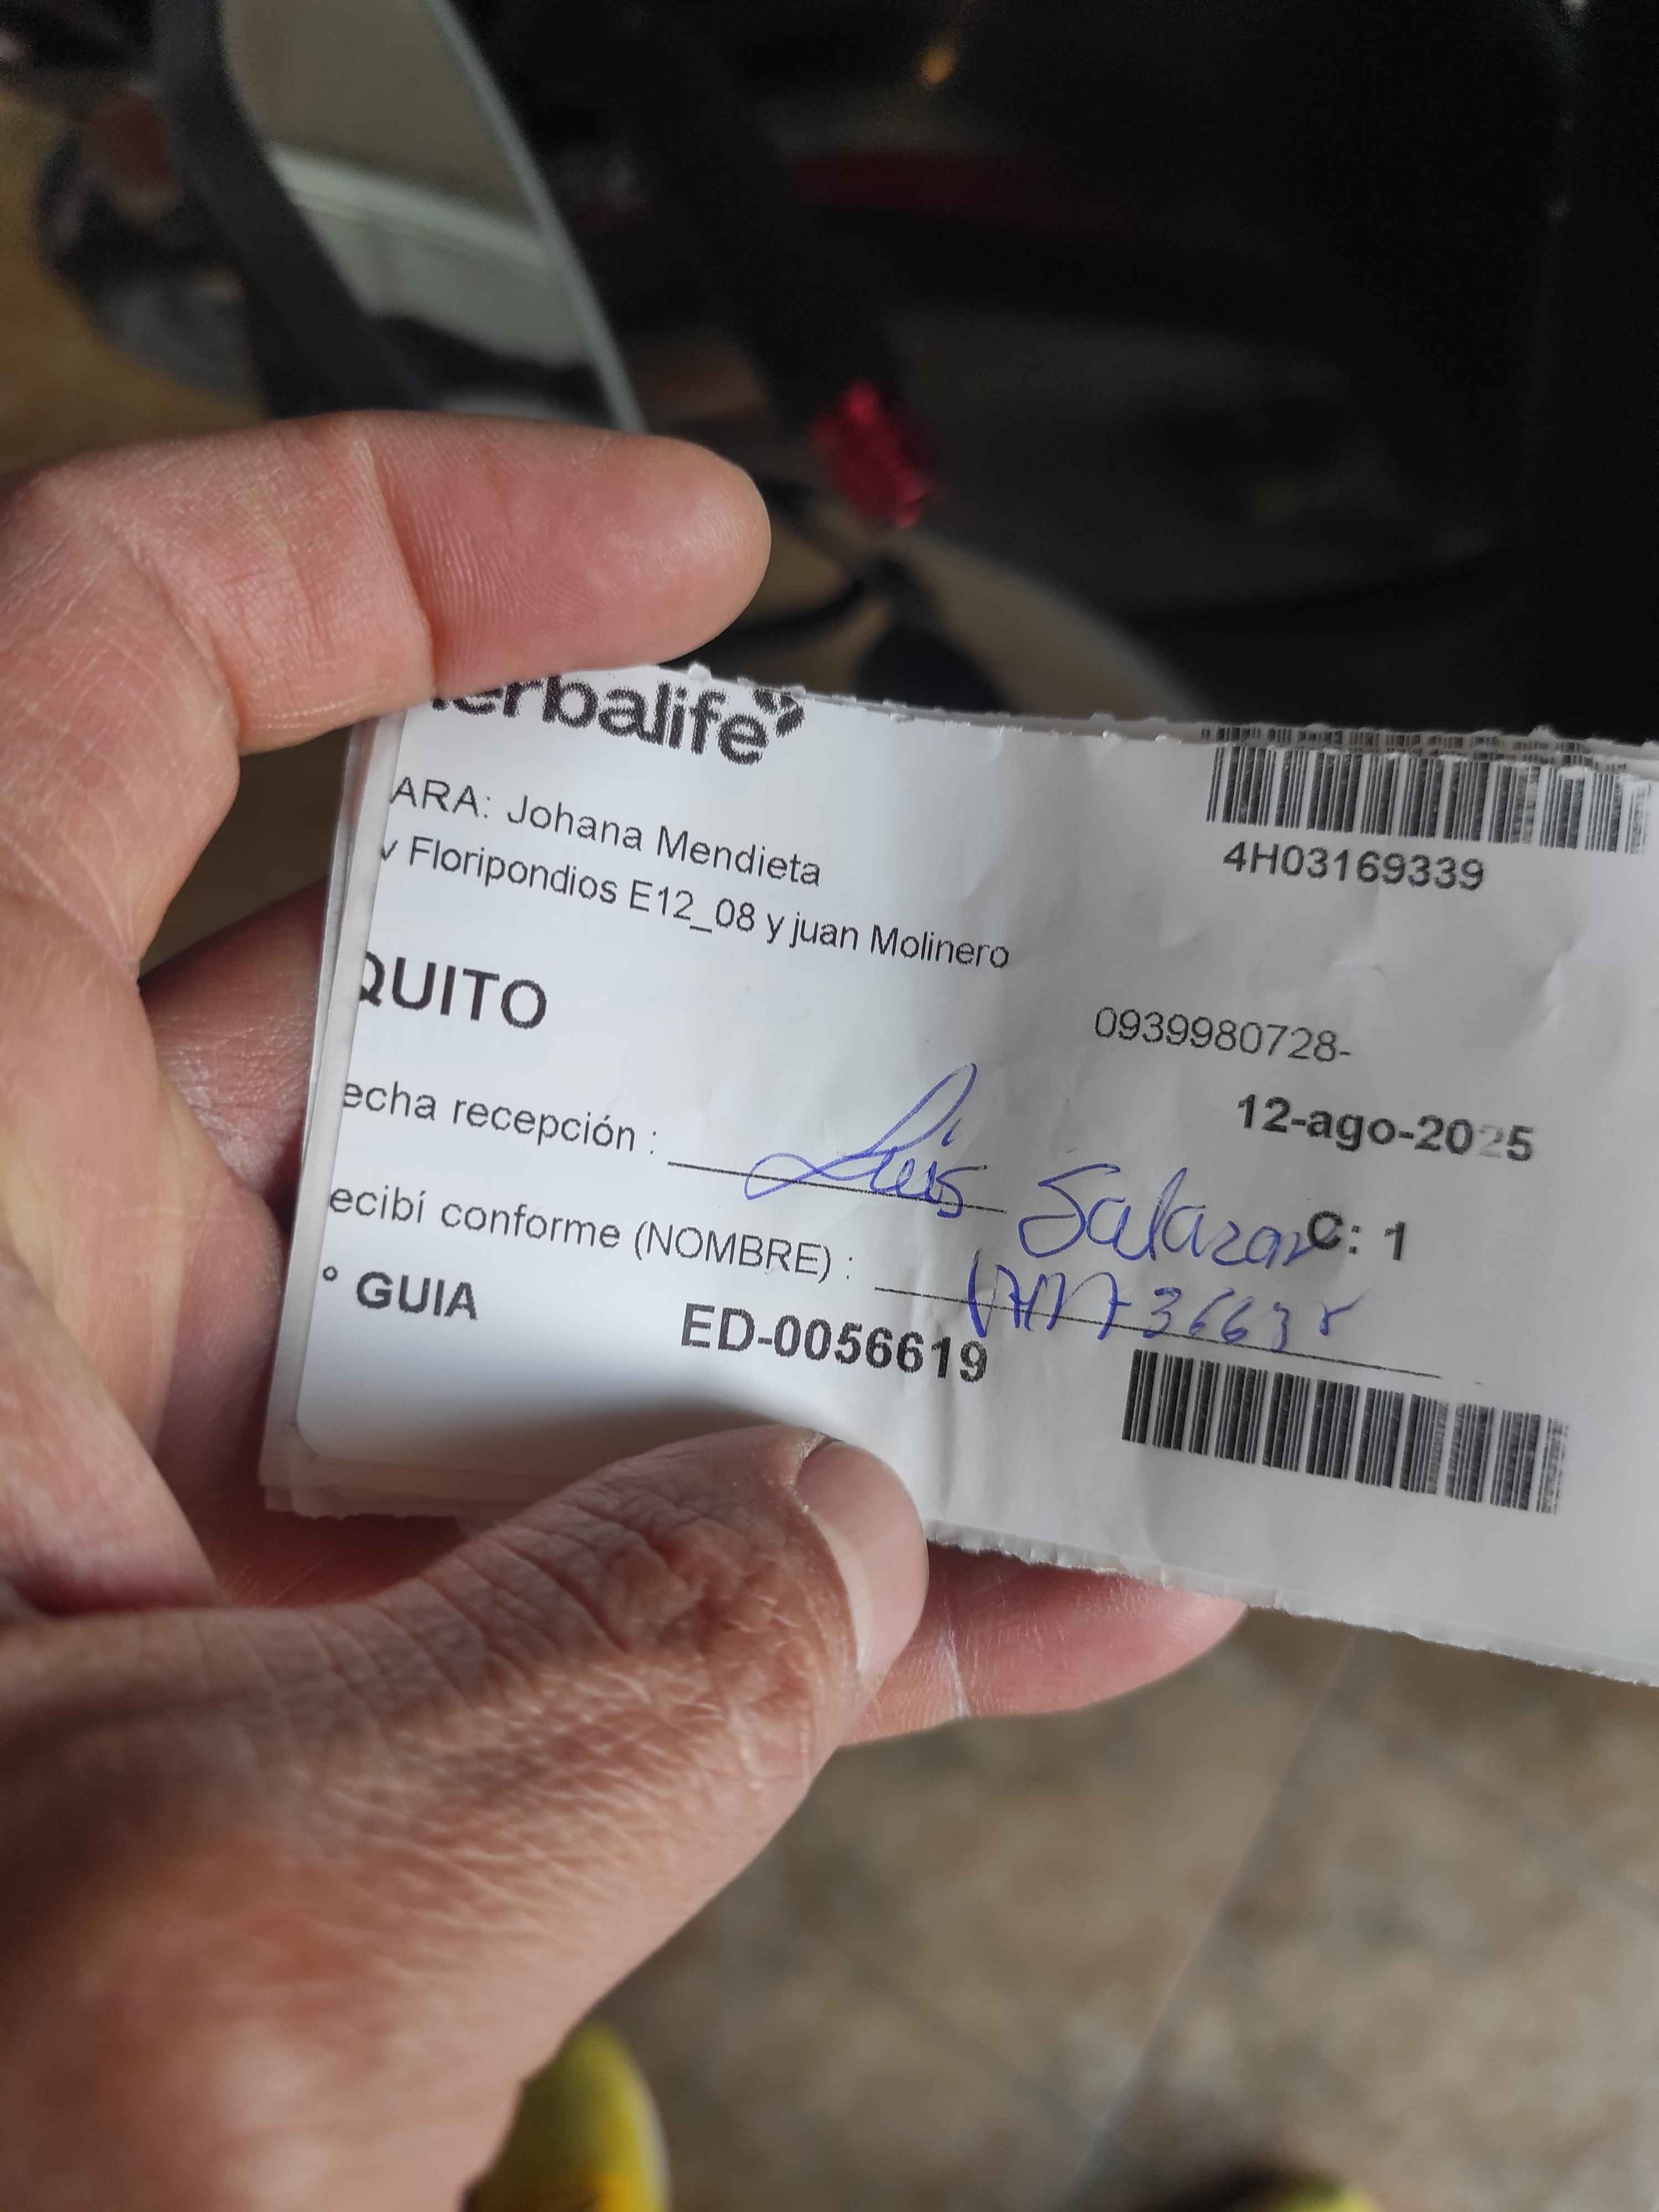 erbalife
4H03169339
ARA: Johana Mendieta
v Floripondios E12_08 y juan Molinero
QUITO
0939980728-
12-ago-2025
echa recepción : Luis Salazar
C: 1
ecibí conforme (NOMBRE) :
° GUIA ED-0056619